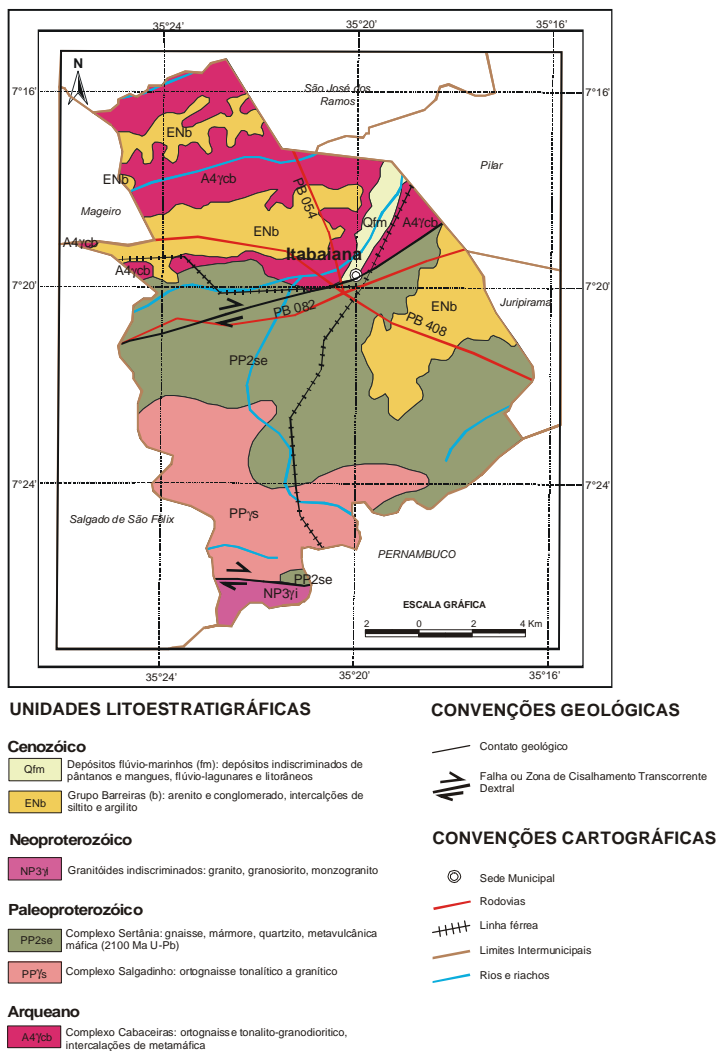 35°24'
35°20'
35°16'
N
7°16'
São José dos
Ramos
7°16'
ENb
Pilar
ENb
A4γcb
PB 054
Mageiro
ENb
Qfm
A4γcb
A4γcb
Itabaiana
A4γcb
7°20'
7°20'
PB 082
ENb
Juripirama
PB 408
PP2se
7°24'
7°24'
Salgado de São Félix
PPγs
PERNAMBUCO
PP2se
NP3γi
ESCALA GRÁFICA
2 0 2 4 Km
35°24'
35°20'
35°16'
UNIDADES LITOESTRATIGRÁFICAS
Cenozóico
Qfm
Depósitos flúvio-marinhos (fm): depósitos indiscriminados de
pântanos e mangues, flúvio-lagunares e litorâneos
ENb
Grupo Barreiras (b): arenito e conglomerado, intercalções de
siltito e argilito
Neoproterozóico
NP3γi
Granitóides indiscriminados: granito, granosiorito, monzogranito
Paleoproterozóico
PP2se
Complexo Sertânia: gnaisse, mármore, quartzito, metavulcânica
máfica (2100 Ma U-Pb)
PPγs
Complexo Salgadinho: ortognaisse tonalítico a granítico
Arqueano
A4γcb
Complexo Cabaceiras: ortognaisse tonalito-granodioritico,
intercalações de metamáfica
CONVENÇÕES GEOLÓGICAS
Contato geológico
Falha ou Zona de Cisalhamento Transcorrente
Dextral
CONVENÇÕES CARTOGRÁFICAS
Sede Municipal
Rodovias
Linha férrea
Limites Intermunicipais
Rios e riachos